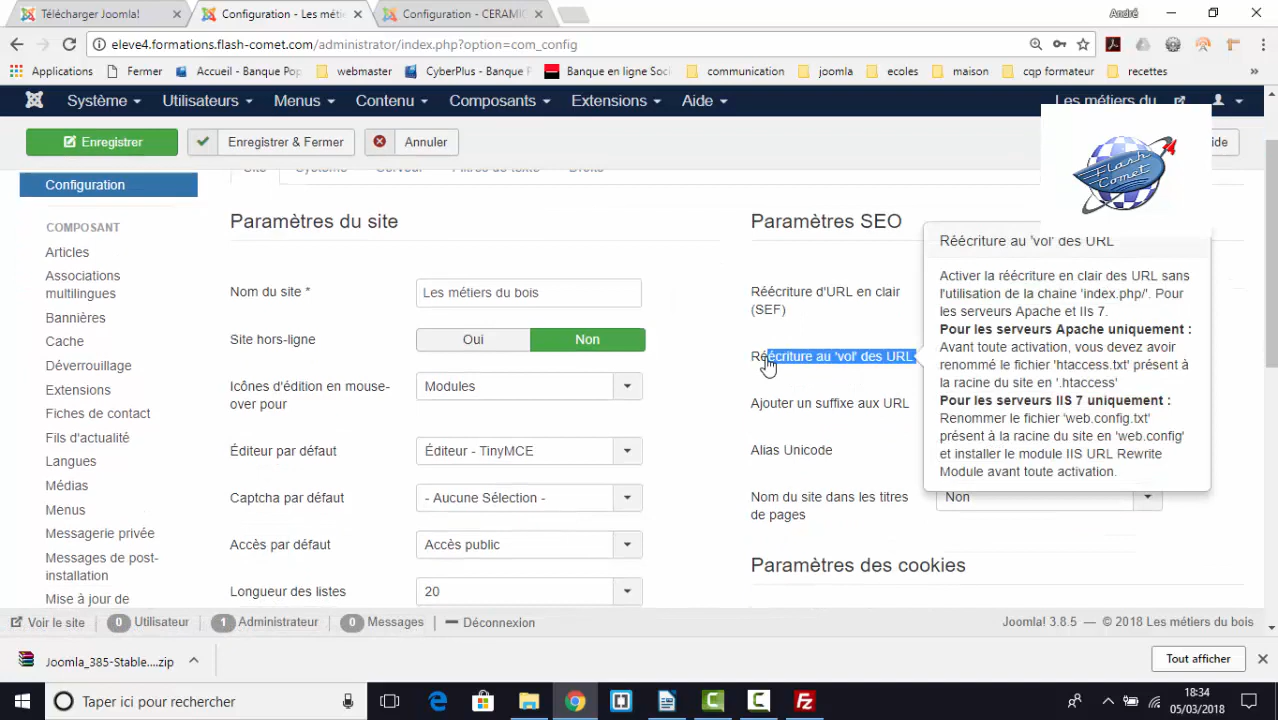 Télécharger Joomla!
Configuration - Les métie
Configuration - CERAMIC
André
eleve4.formations.flash-comet.com/administrator/index.php?option=com_config
Applications
Fermer
Accueil - Banque Pop
webmaster
CyberPlus - Banque P
Banque en ligne Soci
communication
joomla
ecoles
maison
cqp formateur
recettes
»
Système
Utilisateurs
Menus
Contenu
Composants
Extensions
Aide
Les métiers du
Enregistrer
Enregistrer & Fermer
Annuler
ide
Flash
Comet
Configuration
COMPOSANT
Articles
Associations
multilingues
Bannières
Cache
Déverrouillage
Extensions
Fiches de contact
Fils d'actualité
Langues
Médias
Menus
Messagerie privée
Messages de post-
installation
Mise à jour de
Paramètres du site
Nom du site *
Les métiers du bois
Site hors-ligne
Oui
Non
Icônes d'édition en mouse-
over pour
Modules
Éditeur par défaut
Éditeur - TinyMCE
Captcha par défaut
- Aucune Sélection -
Accès par défaut
Accès public
Longueur des listes
20
Paramètres SEO
Réécriture d'URL en clair
(SEF)
Réécriture au 'vol' des URL
Ajouter un suffixe aux URL
Alias Unicode
Nom du site dans les titres
de pages
Non
Paramètres des cookies
Réécriture au 'vol' des URL
Activer la réécriture en clair des URL sans
l'utilisation de la chaine 'index.php/'. Pour
les serveurs Apache et IIs 7.
Pour les serveurs Apache uniquement :
Avant toute activation, vous devez avoir
renommé le fichier 'htaccess.txt' présent à
la racine du site en '.htaccess'
Pour les serveurs IIS 7 uniquement :
Renommer le fichier 'web.config.txt'
présent à la racine du site en 'web.config'
et installer le module IIS URL Rewrite
Module avant toute activation.
Voir le site
0 Utilisateur
1 Administrateur
0 Messages
Déconnexion
Joomla! 3.8.5 — © 2018 Les métiers du bois
Joomla_385-Stable....zip
Tout afficher
Taper ici pour rechercher
18:34
05/03/2018